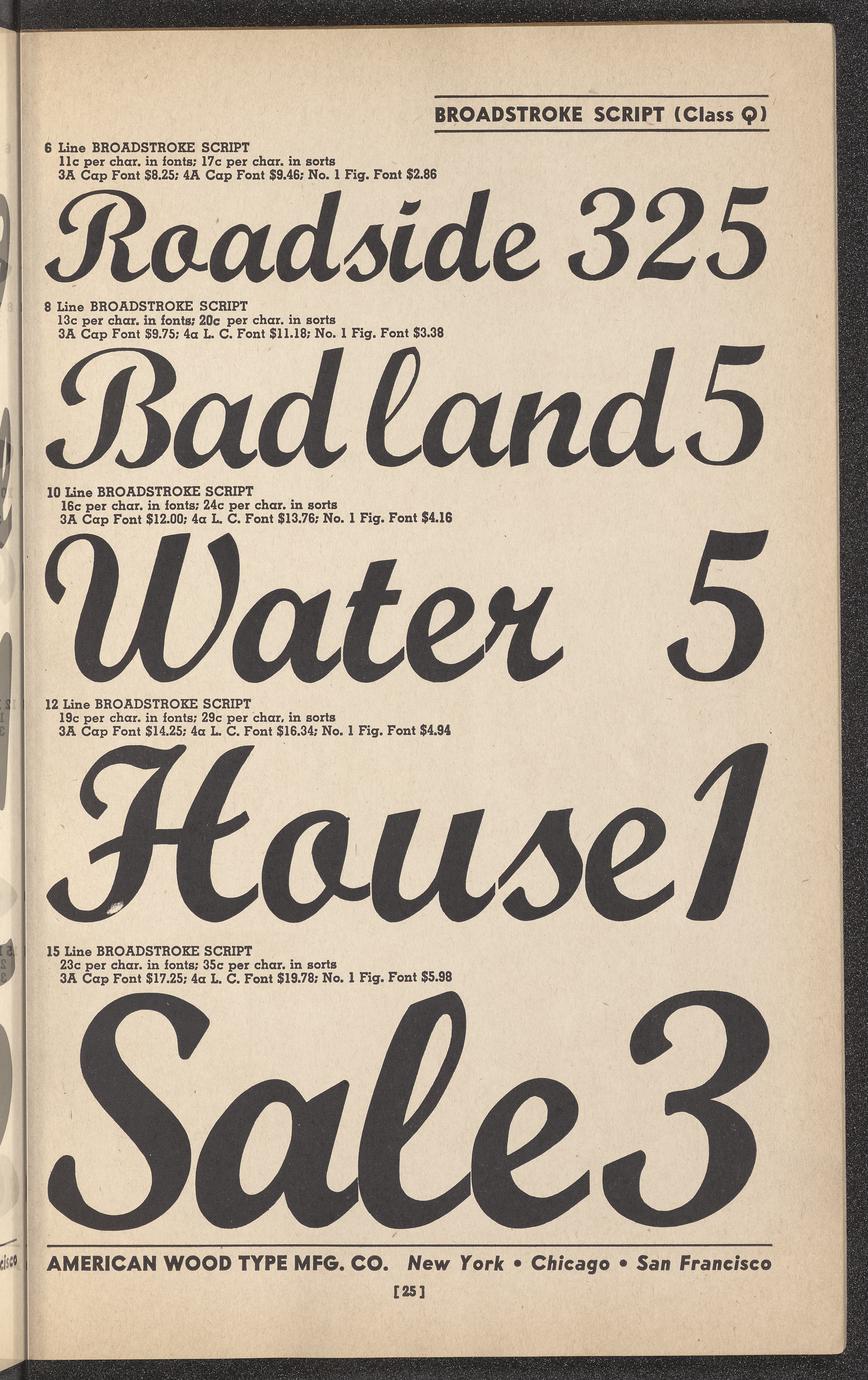 BROADSTROKE SCRIPT (Class Q)
6 Line BROADSTROKE SCRIPT
11c per char. in fonts; 17c per char. in sorts
3A Cap Font $8.25; 4A Cap Font $9.46; No. 1 Fig. Font $2.86
Roadside 325
8 Line BROADSTROKE SCRIPT
13c per char. in fonts; 20c per char. in sorts
3A Cap Font $9.75; 4a L. C. Font $11.18; No. 1 Fig. Font $3.38
Bad land 5
10 Line BROADSTROKE SCRIPT
16c per char. in fonts; 24c per char. in sorts
3A Cap Font $12.00; 4a L. C. Font $13.76; No. 1 Fig. Font $4.16
Water 5
12 Line BROADSTROKE SCRIPT
19c per char. in fonts; 29c per char, in sorts
3A Cap Font $14.25; 4a L. C. Font $16.34; No. 1 Fig. Font $4.94
House 1
15 Line BROADSTROKE SCRIPT
23c per char. in fonts; 35c per char. in sorts
3A Cap Font $17.25; 4a L. C. Font $19.78; No. 1 Fig. Font $5.98
Sale 3
AMERICAN WOOD TYPE MFG. CO. New York • Chicago • San Francisco
[25]